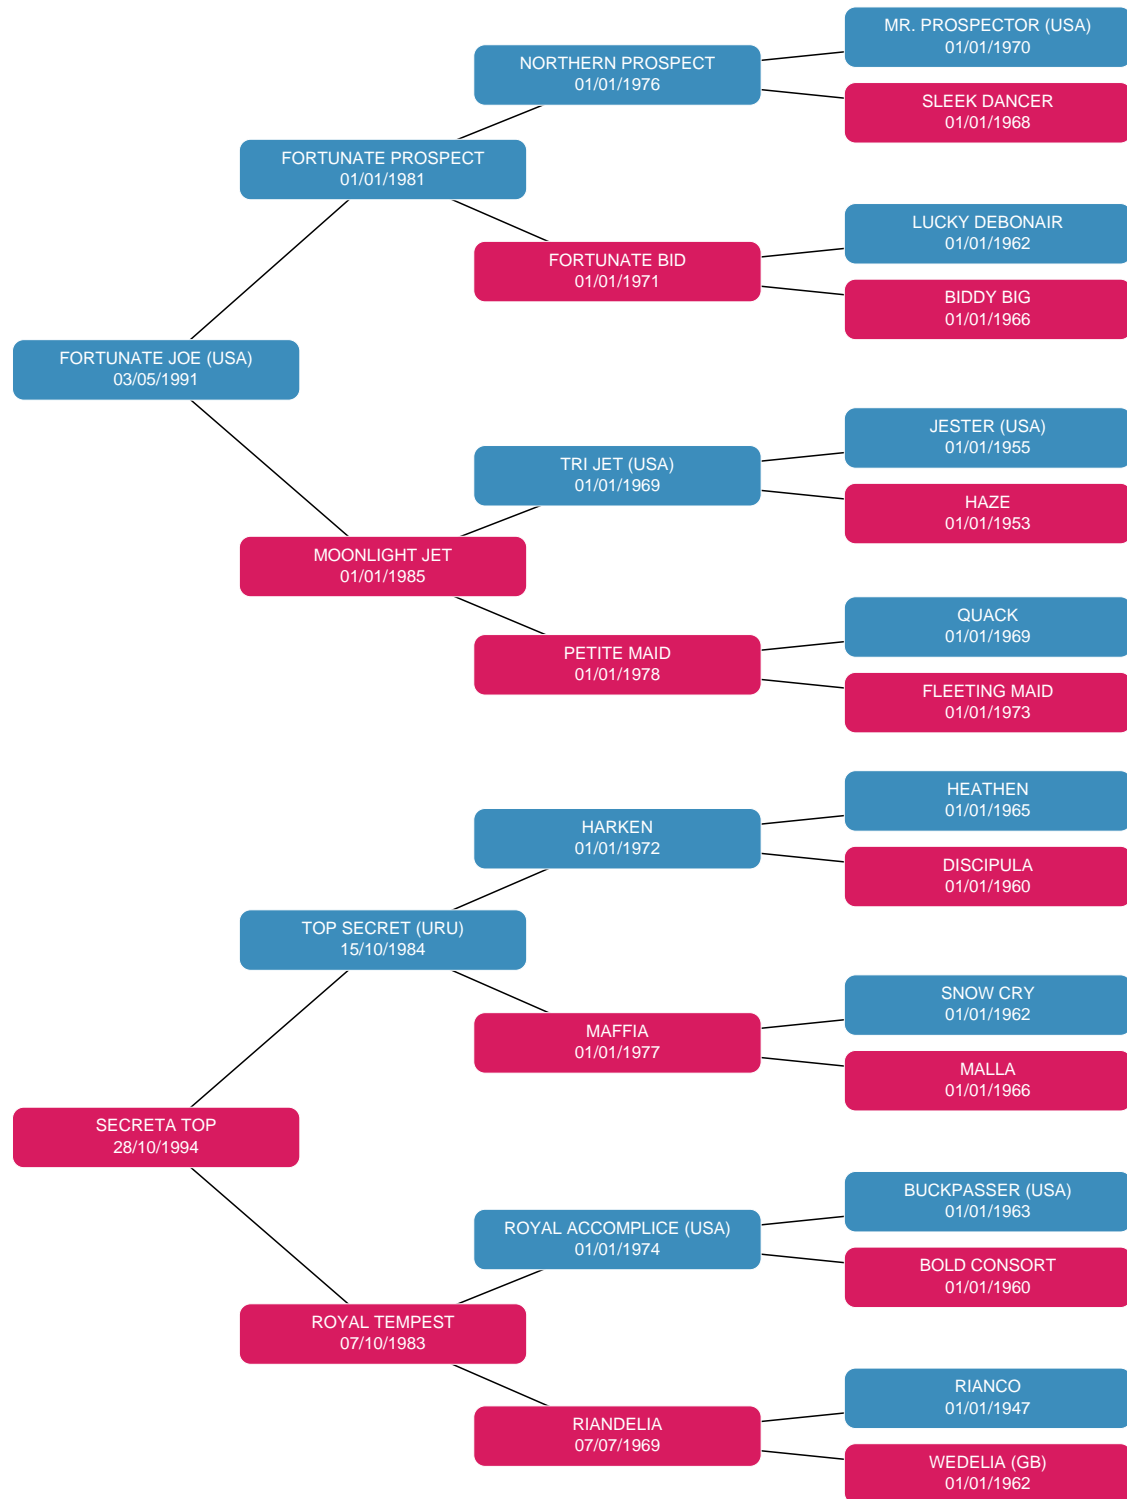 MR. PROSPECTOR (USA)
01/01/1970
NORTHERN PROSPECT
01/01/1976
SLEEK DANCER
01/01/1968
FORTUNATE PROSPECT
01/01/1981
LUCKY DEBONAIR
01/01/1962
FORTUNATE BID
01/01/1971
BIDDY BIG
01/01/1966
FORTUNATE JOE (USA)
03/05/1991
JESTER (USA)
01/01/1955
TRI JET (USA)
01/01/1969
HAZE
01/01/1953
MOONLIGHT JET
01/01/1985
QUACK
01/01/1969
PETITE MAID
01/01/1978
FLEETING MAID
01/01/1973
HEATHEN
01/01/1965
HARKEN
01/01/1972
DISCIPULA
01/01/1960
TOP SECRET (URU)
15/10/1984
SNOW CRY
01/01/1962
MAFFIA
01/01/1977
MALLA
01/01/1966
SECRETA TOP
28/10/1994
BUCKPASSER (USA)
01/01/1963
ROYAL ACCOMPLICE (USA)
01/01/1974
BOLD CONSORT
01/01/1960
ROYAL TEMPEST
07/10/1983
RIANCO
01/01/1947
RIANDELIA
07/07/1969
WEDELIA (GB)
01/01/1962